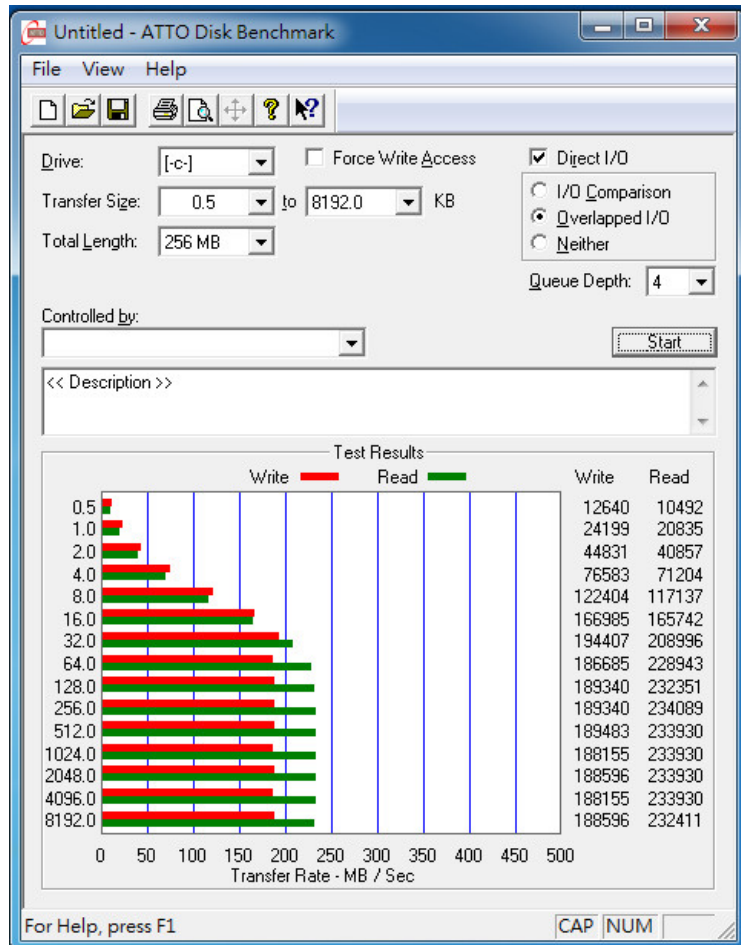 Untitled - ATTO Disk Benchmark
File View Help
Drive: [-c-] Force Write Access Direct I/O
Transfer Size: 0.5 to 8192.0 KB I/O Comparison
Overlapped I/O
Total Length: 256 MB Neither
Queue Depth: 4
Controlled by:
Start
<< Description >>
Test Results
Write Read Write Read
0.5 12640 10492
1.0 24199 20835
2.0 44831 40857
4.0 76583 71204
8.0 122404 117137
16.0 166985 165742
32.0 194407 208996
64.0 186685 228943
128.0 189340 232351
256.0 189340 234089
512.0 189483 233930
1024.0 188155 233930
2048.0 188596 233930
4096.0 188155 233930
8192.0 188596 232411
0 50 100 150 200 250 300 350 400 450 500
Transfer Rate - MB / Sec
For Help, press F1 CAP NUM